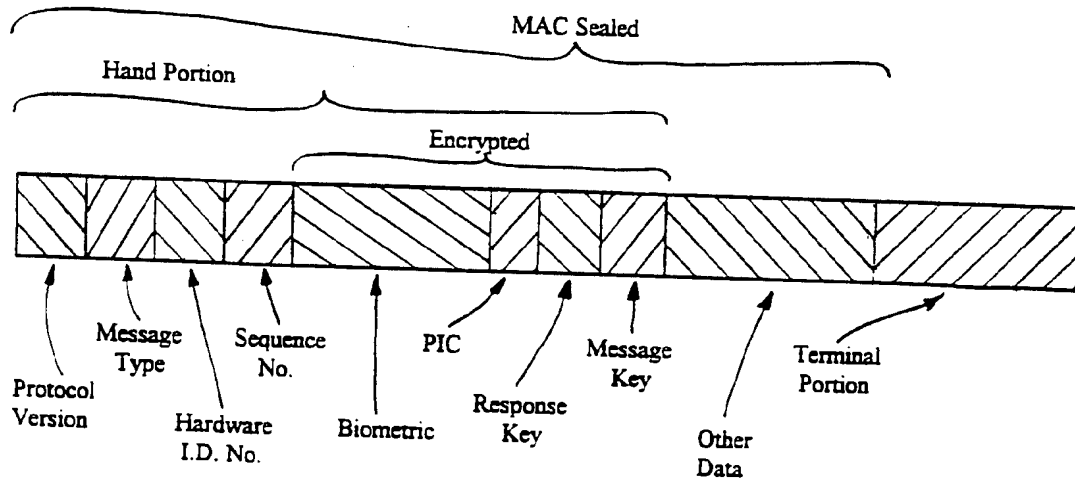 MAC Sealed
Hand Portion
Encrypted
Protocol
Version
Message
Type
Hardware
I.D. No.
Sequence
No.
Biometric
PIC
Response
Key
Message
Key
Other
Data
Terminal
Portion